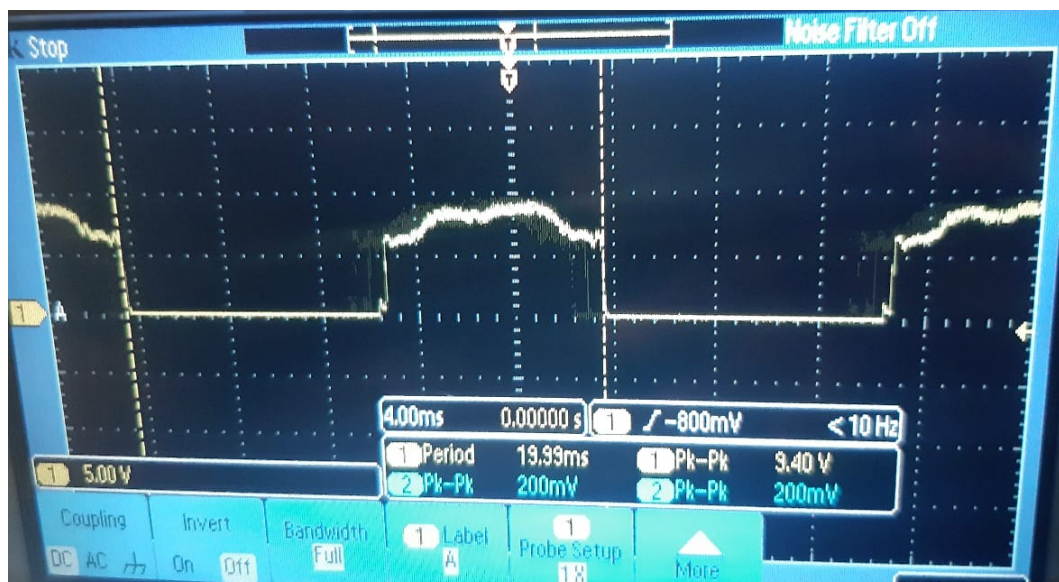 Stop
Noise Filter Off
T
T
1 A
4.00ms 0.00000 s 1 -800mV <10 Hz
1 Period 19.99ms 1 Pk-Pk 9.40 V
2 Pk-Pk 200mV 2 Pk-Pk 200mV
1 5.00 V
Coupling
DC AC
Invert
On Off
Bandwidth
Full
1 Label
A
1
Probe Setup
1X
More